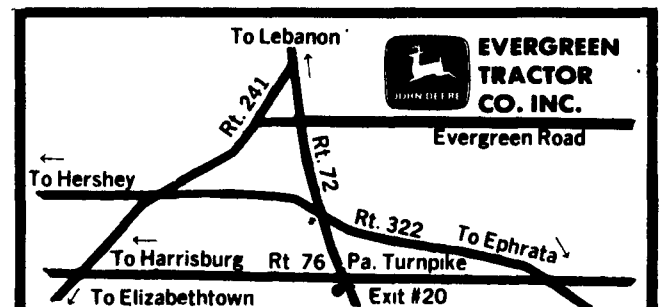 To Lebanon
EVERGREEN
TRACTOR
CO. INC.
JOHN DEERE
Rt. 241
Evergreen Road
Rt. 72
To Hershey
Rt. 322
To Ephrata
To Harrisburg
Rt 76
Pa. Turnpike
To Elizabethtown
Exit #20